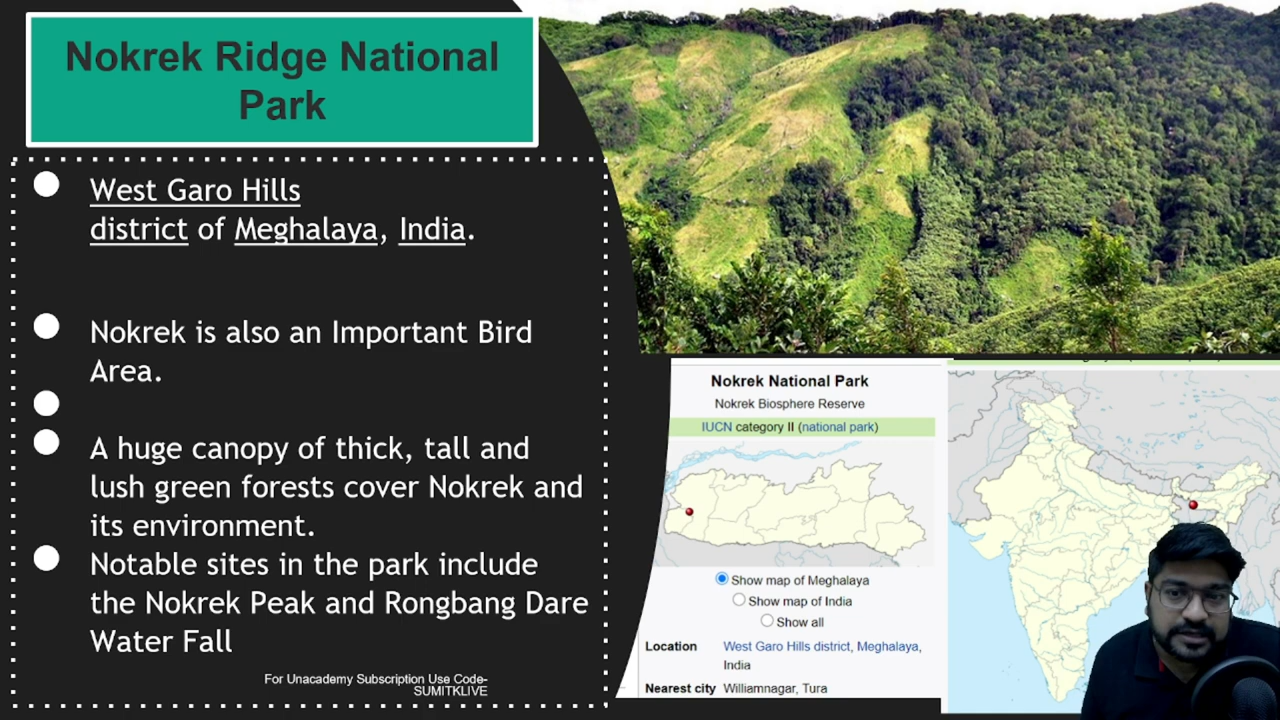 Nokrek Ridge National
Park
West Garo Hills
district of Meghalaya, India.
Nokrek is also an Important Bird
Area.
A huge canopy of thick, tall and
lush green forests cover Nokrek and
its environment.
Notable sites in the park include
the Nokrek Peak and Rongbang Dare
Water Fall
For Unacademy Subscription Use Code-
SUMITKLIVE
Nokrek National Park
Nokrek Biosphere Reserve
IUCN category II (national park)
Show map of Meghalaya
Show map of India
Show all
Location West Garo Hills district, Meghalaya,
India
Nearest city Williamnagar, Tura